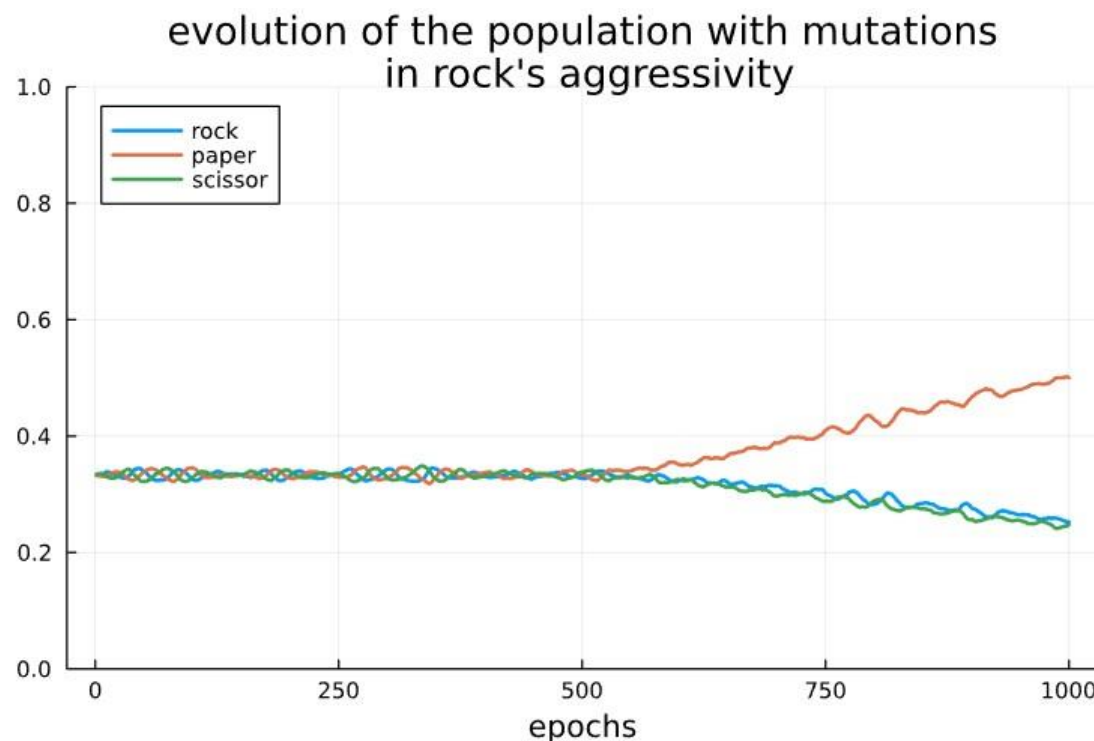 evolution of the population with mutations
in rock's aggressivity
1.0
rock
paper
scissor
0.8
0.6
0.4
0.2
0.0
0 250 500 750 1000
epochs